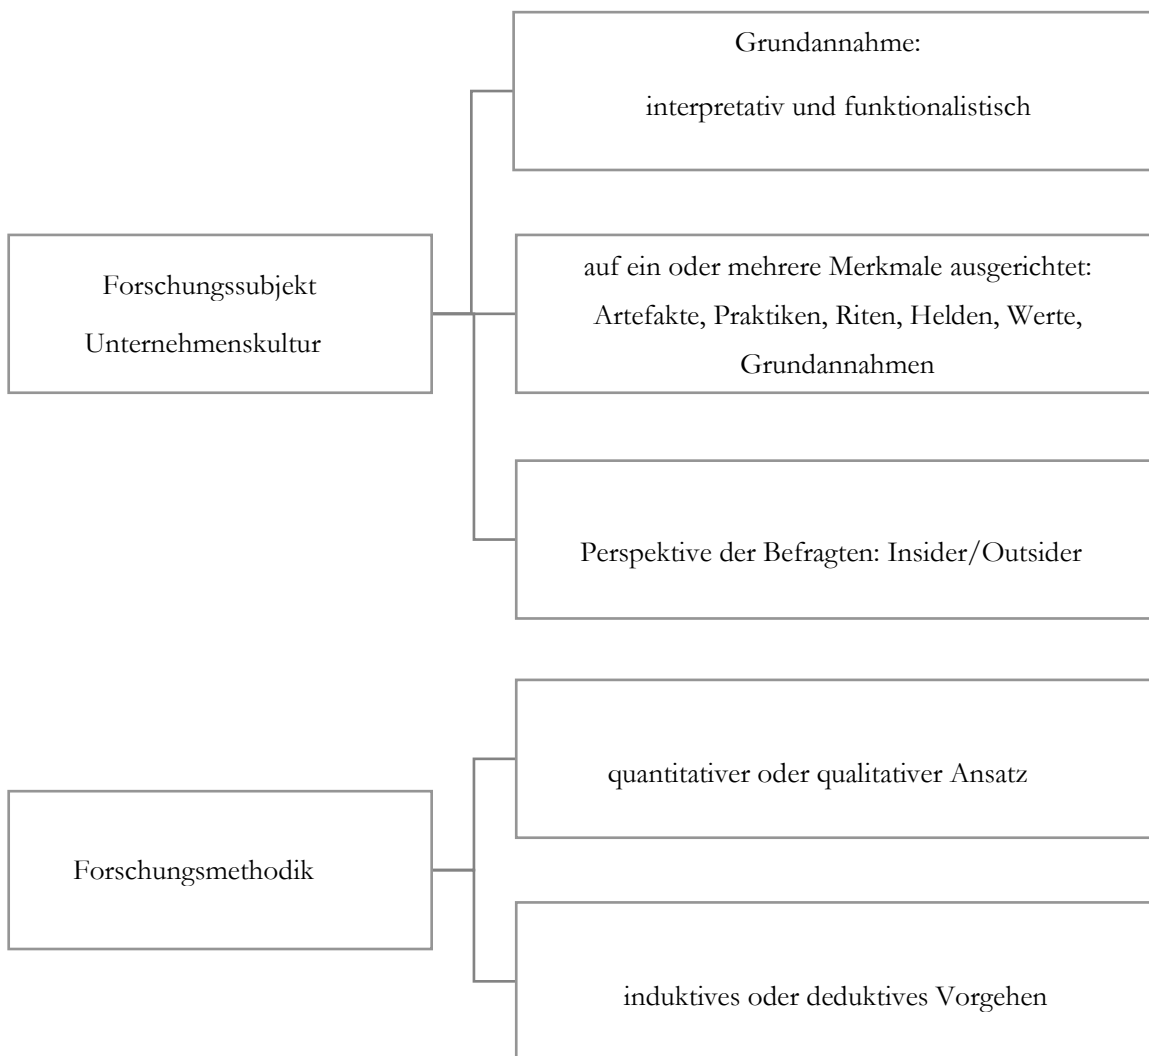 Grundannahme:
interpretativ und funktionalistisch
Forschungssubjekt
Unternehmenskultur
auf ein oder mehrere Merkmale ausgerichtet:
Artefakte, Praktiken, Riten, Helden, Werte,
Grundannahmen
Perspektive der Befragten: Insider/Outsider
Forschungsmethodik
quantitativer oder qualitativer Ansatz
induktives oder deduktives Vorgehen